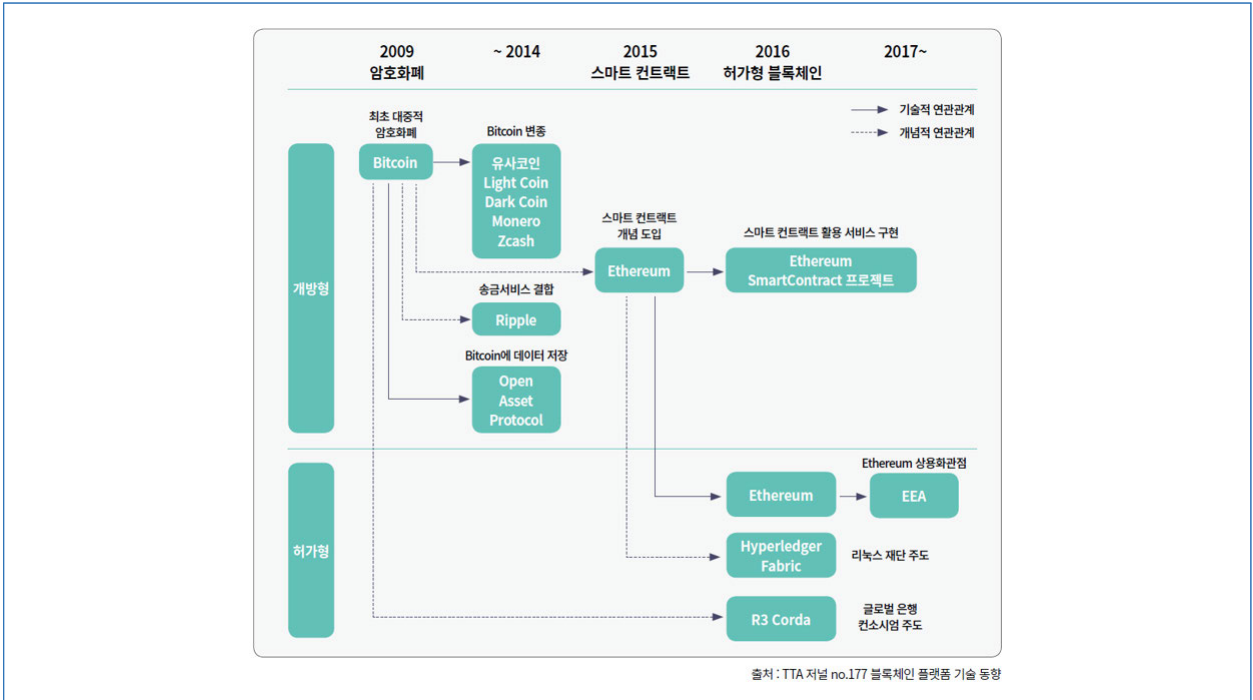 2009
암호화폐
~ 2014
2015
스마트 컨트랙트
2016
허가형 블록체인
2017~
기술적 연관관계
개념적 연관관계
개방형
최초 대중적
암호화폐
Bitcoin
Bitcoin 변종
유사코인
Light Coin
Dark Coin
Monero
Zcash
스마트 컨트랙트
개념 도입
Ethereum
스마트 컨트랙트 활용 서비스 구현
Ethereum
SmartContract 프로젝트
송금서비스 결합
Ripple
Bitcoin에 데이터 저장
Open
Asset
Protocol
허가형
Ethereum
Ethereum 상용화관점
EEA
Hyperledger
Fabric
리눅스 재단 주도
R3 Corda
글로벌 은행
컨소시엄 주도
출처 : TTA 저널 no.177 블록체인 플랫폼 기술 동향